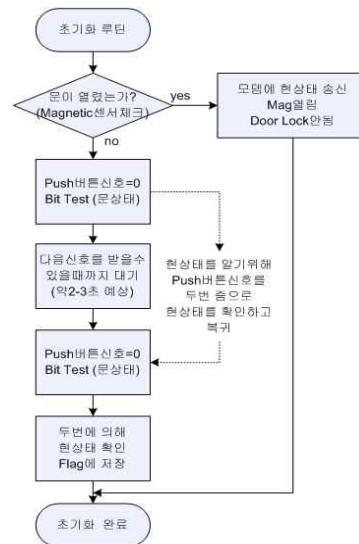 초기화 루틴
문이 열렸는가?
(Magnetic센서체크)
yes
no
모뎀에 현상태 송신
Mag열림
Door Lock안됨
Push버튼신호=0
Bit Test (문상태)
다음신호를 받을수
있을때까지 대기
(약2-3초 예상)
현상태를 알기위해
Push버튼신호를
두번 줌으로
현상태를 확인하고
복귀
Push버튼신호=0
Bit Test (문상태)
두번에 의해
현상태 확인
Flag에 저장
초기화 완료